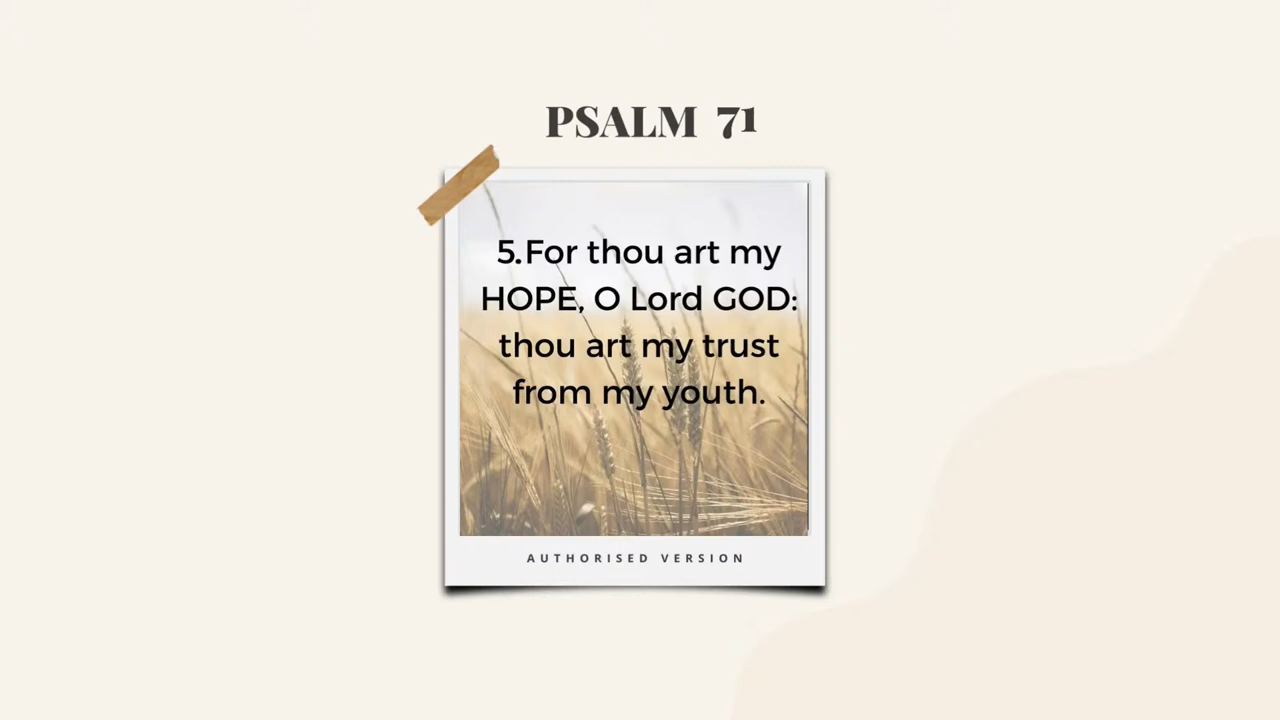 PSALM 71
5.For thou art my
HOPE, O Lord GOD:
thou art my trust
from my youth.
AUTHORISED VERSION